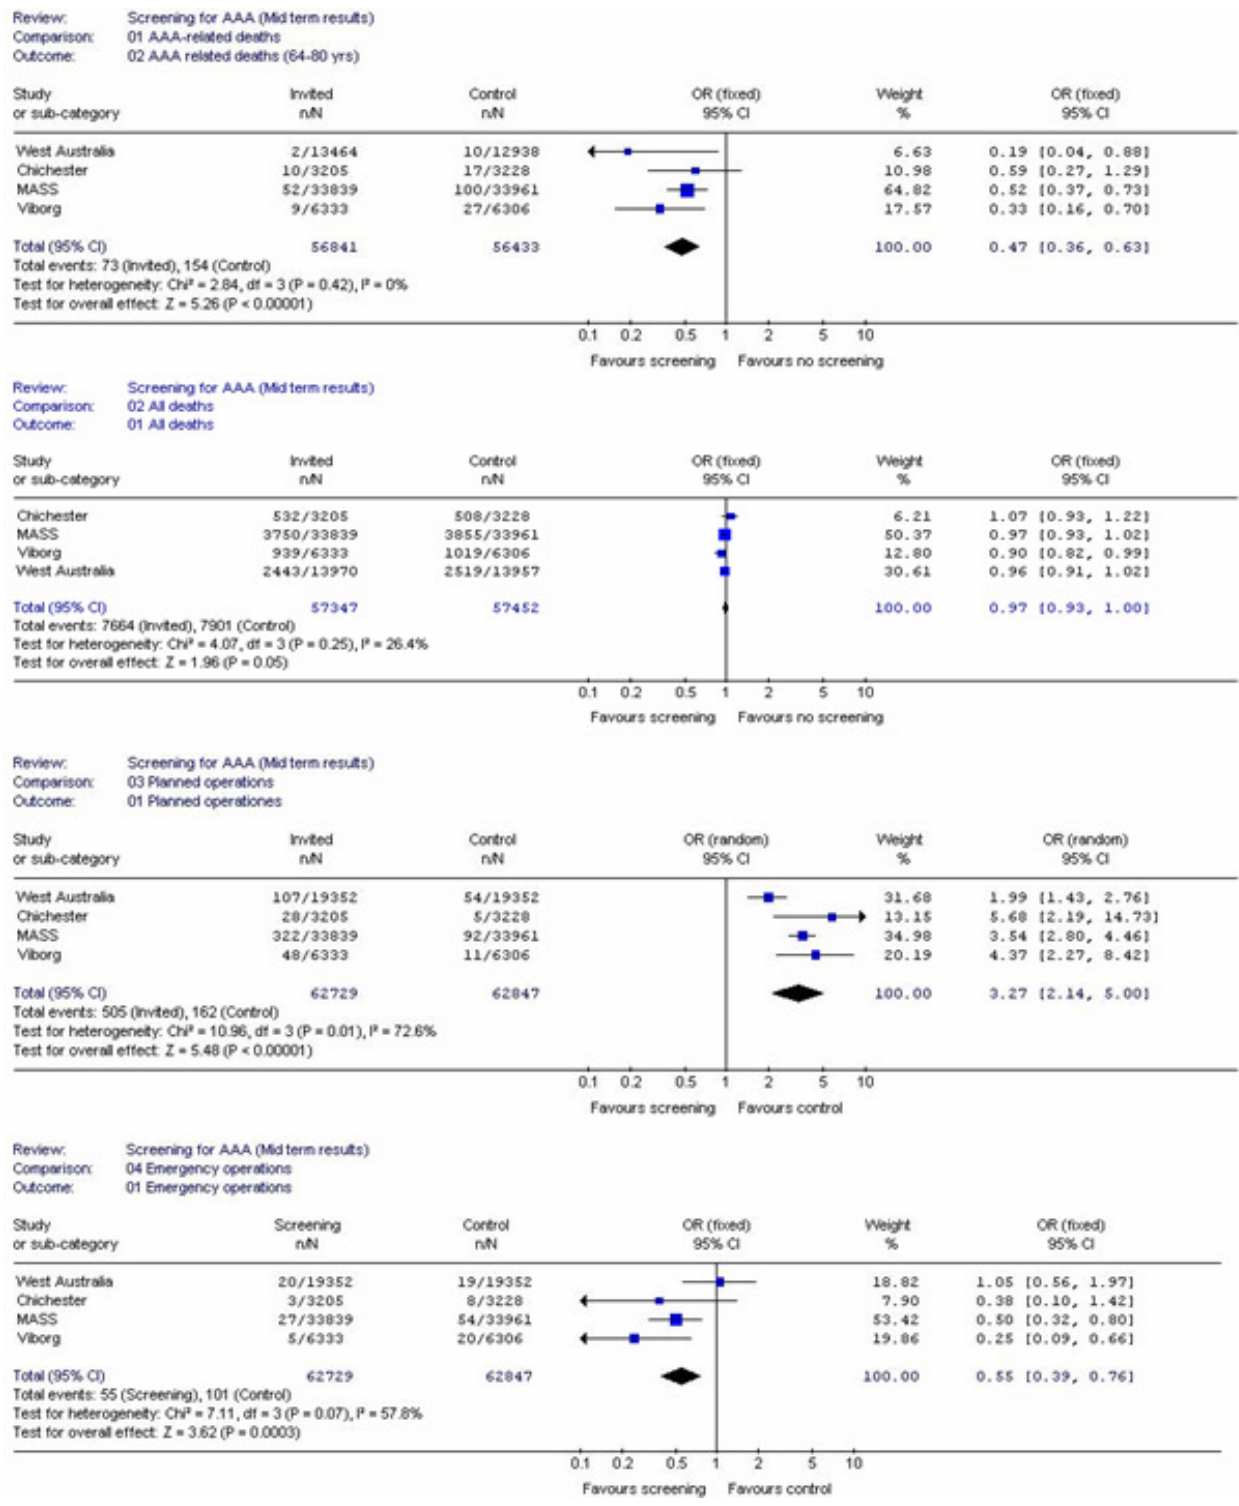 Review: Screening for AAA (Mid term results)
Comparison: 01 AAA-related deaths
Outcome: 02 AAA related deaths (64-80 yrs)
Study Invited Control OR (fixed) Weight OR (fixed)
or sub-category n/N n/N 95% CI % 95% CI
West Australia 2/13464 10/12938 6.63 0.19 [0.04, 0.88]
Chichester 10/3205 17/3228 10.98 0.59 [0.27, 1.29]
MASS 52/33839 100/33961 64.82 0.52 [0.37, 0.73]
Viborg 9/6333 27/6306 17.57 0.33 [0.16, 0.70]
Total (95% CI) 56841 56433 100.00 0.47 [0.36, 0.63]
Total events: 73 (Invited), 154 (Control)
Test for heterogeneity: Chi² = 2.84, df = 3 (P = 0.42), I² = 0%
Test for overall effect: Z = 5.26 (P < 0.00001)
0.1 0.2 0.5 1 2 5 10
Favours screening Favours no screening
Review: Screening for AAA (Mid term results)
Comparison: 02 All deaths
Outcome: 01 All deaths
Study Invited Control OR (fixed) Weight OR (fixed)
or sub-category n/N n/N 95% CI % 95% CI
Chichester 532/3205 508/3228 6.21 1.07 [0.93, 1.22]
MASS 3750/33839 3855/33961 50.37 0.97 [0.93, 1.02]
Viborg 939/6333 1019/6306 12.80 0.90 [0.82, 0.99]
West Australia 2443/13970 2519/13957 30.61 0.96 [0.91, 1.02]
Total (95% CI) 57347 57452 100.00 0.97 [0.93, 1.00]
Total events: 7664 (Invited), 7901 (Control)
Test for heterogeneity: Chi² = 4.07, df = 3 (P = 0.25), I² = 26.4%
Test for overall effect: Z = 1.96 (P = 0.05)
0.1 0.2 0.5 1 2 5 10
Favours screening Favours no screening
Review: Screening for AAA (Mid term results)
Comparison: 03 Planned operations
Outcome: 01 Planned operationes
Study Invited Control OR (random) Weight OR (random)
or sub-category n/N n/N 95% CI % 95% CI
West Australia 107/19352 54/19352 31.68 1.99 [1.43, 2.76]
Chichester 28/3205 5/3228 13.15 5.68 [2.19, 14.73]
MASS 322/33839 92/33961 34.98 3.54 [2.80, 4.46]
Viborg 48/6333 11/6306 20.19 4.37 [2.27, 8.42]
Total (95% CI) 62729 62847 100.00 3.27 [2.14, 5.00]
Total events: 505 (Invited), 162 (Control)
Test for heterogeneity: Chi² = 10.96, df = 3 (P = 0.01), I² = 72.6%
Test for overall effect: Z = 5.48 (P < 0.00001)
0.1 0.2 0.5 1 2 5 10
Favours screening Favours control
Review: Screening for AAA (Mid term results)
Comparison: 04 Emergency operations
Outcome: 01 Emergency operations
Study Screening Control OR (fixed) Weight OR (fixed)
or sub-category n/N n/N 95% CI % 95% CI
West Australia 20/19352 19/19352 18.82 1.05 [0.56, 1.97]
Chichester 3/3205 8/3228 7.90 0.38 [0.10, 1.42]
MASS 27/33839 54/33961 53.42 0.50 [0.32, 0.80]
Viborg 5/6333 20/6306 19.86 0.25 [0.09, 0.66]
Total (95% CI) 62729 62847 100.00 0.55 [0.39, 0.76]
Total events: 55 (Screening), 101 (Control)
Test for heterogeneity: Chi² = 7.11, df = 3 (P = 0.07), I² = 57.8%
Test for overall effect: Z = 3.62 (P = 0.0003)
0.1 0.2 0.5 1 2 5 10
Favours screening Favours control